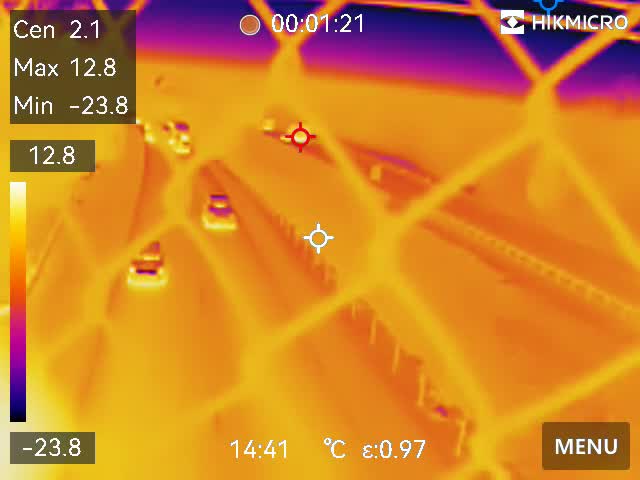 Cen 2.1
Max 12.8
Min -23.8
00:01:21
HIKMICRO
12.8
-23.8
14:41 °C ε:0.97
MENU